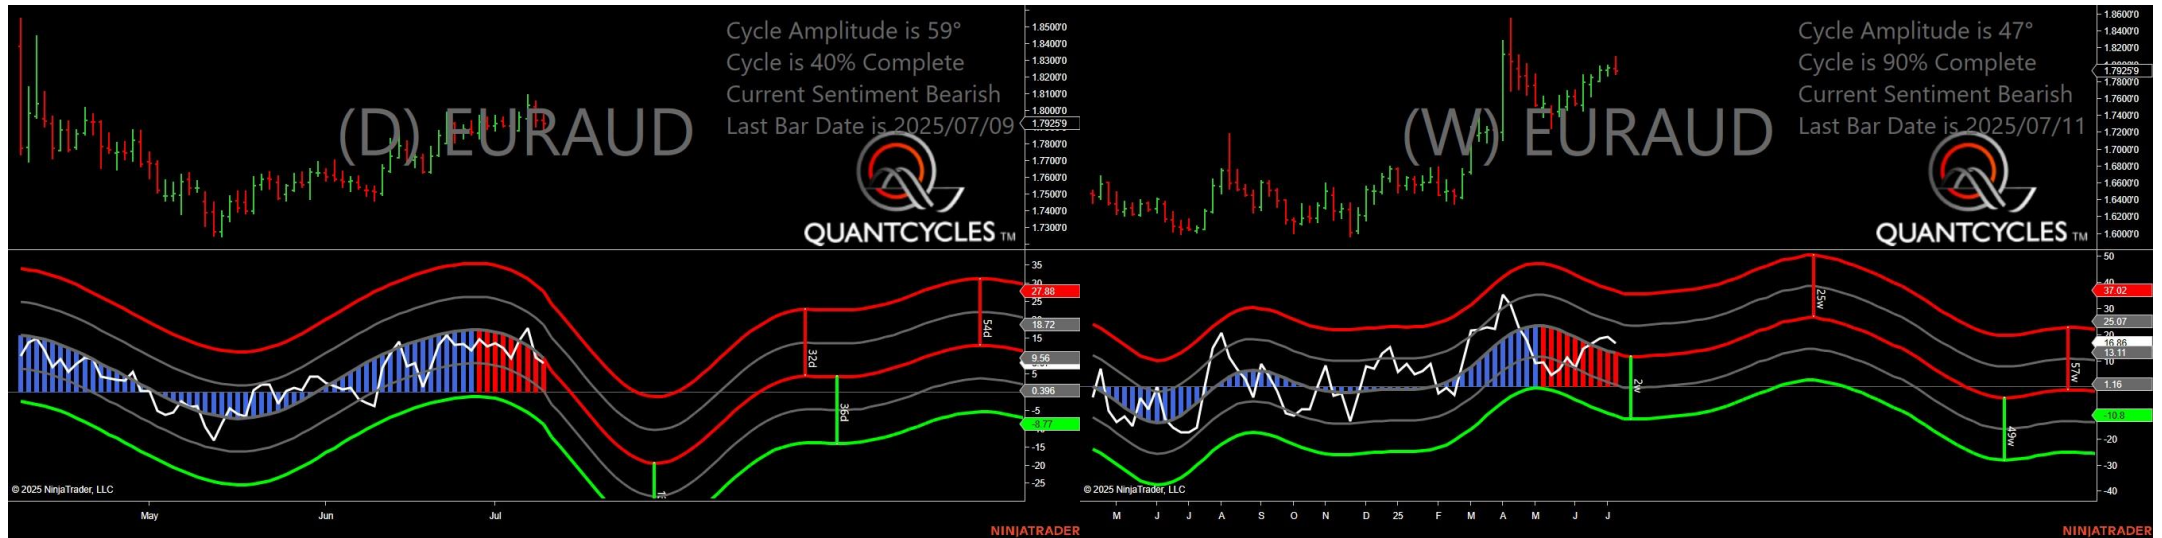 Cycle Amplitude is 59°
Cycle is 40% Complete
Current Sentiment Bearish
Last Bar Date is 2025/07/09
(D) EURAUD
QUANTCYCLES TM
1.8500'0
1.8400'0
1.8300'0
1.8200'0
1.8100'0
1.8000'0
1.7925'9
1.7800'0
1.7700'0
1.7600'0
1.7500'0
1.7400'0
1.7300'0
35
27.88
25
18.72
15
9.56
5
0.396
-5
-8.77
-15
-20
-25
32d
36d
54d
© 2025 NinjaTrader, LLC
May
Jun
Jul
NINJATRADER
Cycle Amplitude is 47°
Cycle is 90% Complete
Current Sentiment Bearish
Last Bar Date is 2025/07/11
(W) EURAUD
QUANTCYCLES TM
1.8600'0
1.8400'0
1.8200'0
1.7925'9
1.7800'0
1.7600'0
1.7400'0
1.7200'0
1.7000'0
1.6800'0
1.6600'0
1.6400'0
1.6200'0
1.6000'0
50
37.02
30
25.07
16.86
13.11
10
1.16
-10.8
-20
-30
-40
2w
25w
49w
57w
© 2025 NinjaTrader, LLC
M
J
J
A
S
O
N
D
25
F
M
A
M
J
J
NINJATRADER